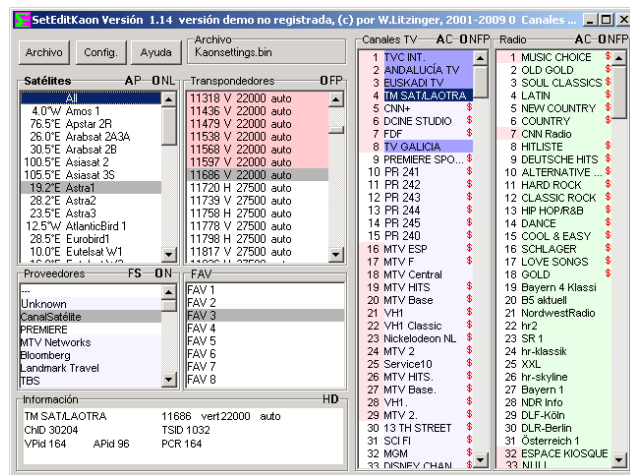 SetEditKaon Versión 1.14 versión demo no registrada, (c) por W.Litzinger, 2001-2009 0 Canales ...
Archivo
Config.
Ayuda
Archivo
Kaonsettings.bin
Satélites AP ONL
All
4.0°W Amos 1
76.5°E Apstar 2R
26.0°E Arabsat 2A3A
30.5°E Arabsat 2B
100.5°E Asiasat 2
105.5°E Asiasat 3S
19.2°E Astra1
28.2°E Astra2
23.5°E Astra3
12.5°W AtlanticBird 1
28.5°E Eurobird1
10.0°E Eutelsat W1
Transpondedores OFP
11318 V 22000 auto
11436 V 22000 auto
11479 V 22000 auto
11538 V 22000 auto
11568 V 22000 auto
11597 V 22000 auto
11686 V 22000 auto
11720 H 27500 auto
11739 V 27500 auto
11758 H 27500 auto
11778 V 27500 auto
11798 H 27500 auto
11817 V 27500 auto
Proveedores FS ON
---
Unknown
CanalSatélite
PREMIERE
MTV Networks
Bloomberg
Landmark Travel
TBS
FAV
FAV 1
FAV 2
FAV 3
FAV 4
FAV 5
FAV 6
FAV 7
FAV 8
Información HD
TM SAT/LAOTRA 11686 vert22000 auto
ChID 30204 TSID 1032
VPid 164 APid 96 PCR 164
Canales TV AC ONFP
1 TVC INT.
2 ANDALUCÍA TV
3 EUSKADI TV
4 TM SAT/LAOTRA
5 CNN+ $
6 DCINE STUDIO $
7 FDF $
8 TV GALICIA
9 PREMIERE SPO... $
10 PR 241 $
11 PR 242 $
12 PR 243 $
13 PR 244 $
14 PR 245 $
15 PR 240 $
16 MTV ESP $
17 MTV F $
18 MTV Central
19 MTV HITS $
20 MTV Base $
21 VH1 $
22 VH1 Classic $
23 Nickelodeon NL $
24 MTV 2 $
25 Service10 $
26 MTV HITS. $
27 MTV Base. $
28 VH1. $
29 MTV 2. $
30 13 TH STREET $
31 SCI FI $
32 MGM $
33 DISNEY CHAN $
Radio AC ONFP
1 MUSIC CHOICE $
2 OLD GOLD $
3 SOUL CLASSICS $
4 LATIN $
5 NEW COUNTRY $
6 COUNTRY $
7 CNN Radio
8 HITLISTE $
9 DEUTSCHE HITS $
10 ALTERNATIVE ... $
11 HARD ROCK $
12 CLASSIC ROCK $
13 HIP HOP/R&B $
14 DANCE $
15 COOL & EASY $
16 SCHLAGER $
17 LOVE SONGS $
18 GOLD $
19 Bayern 4 Klassi
20 B5 aktuell
21 NordwestRadio
22 hr2
23 SR 1
24 hr-klassik
25 XXL
26 hr-skyline
27 Bayern 1
28 NDR Info
29 DLF-Köln
30 DLR-Berlin
31 Österreich 1
32 ESPACE KIOSQUE
33 NULL